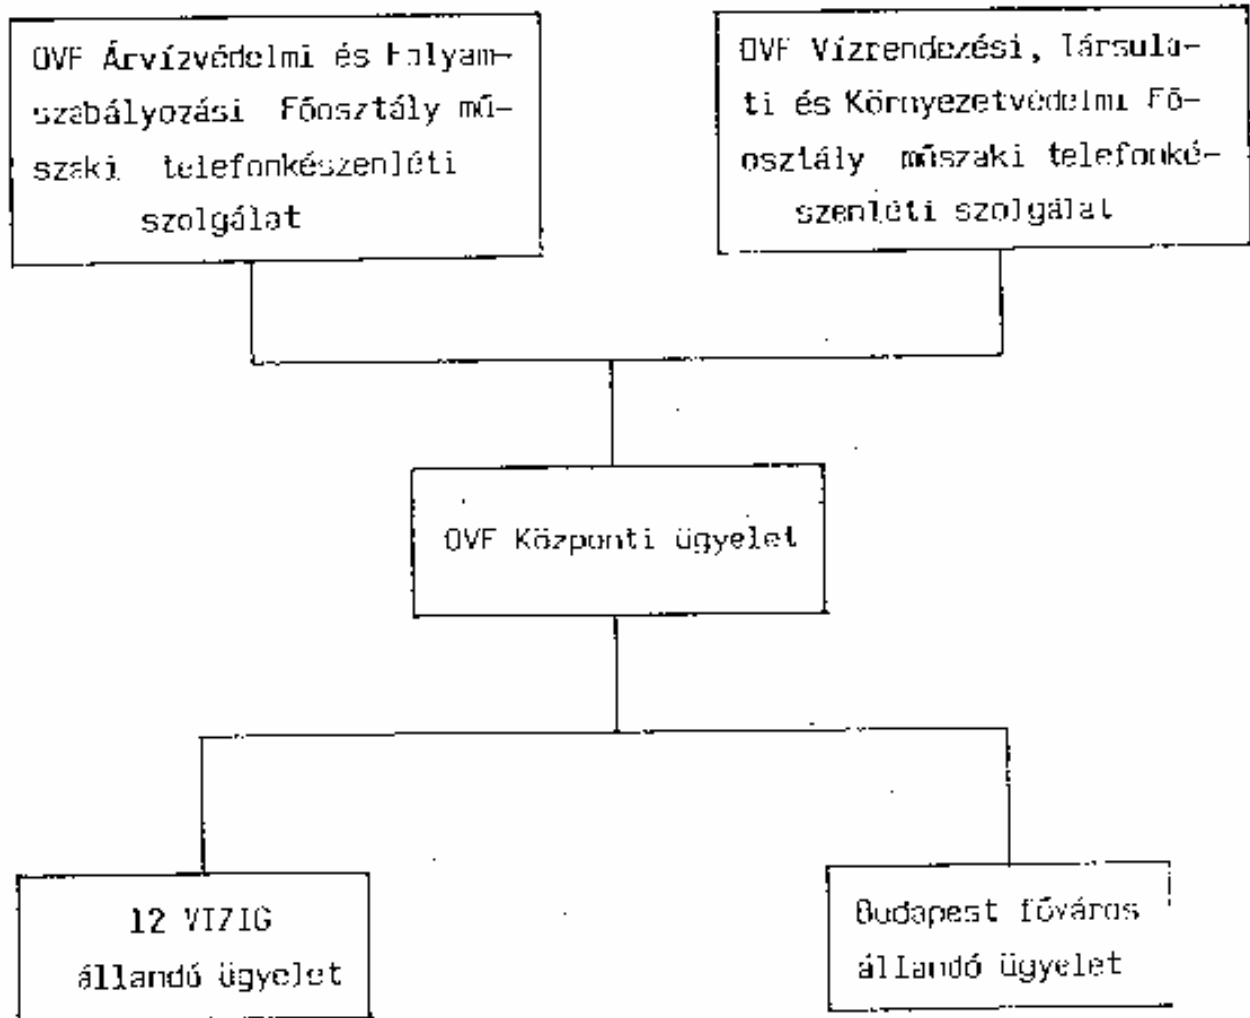 OVF Árvízvédelmi és Folyam-
szabályozási Főosztály mű-
szaki telefonkészenléti
szolgálat
OVF Vízrendezési, Társula-
ti és Környezetvédelmi Fő-
osztály műszaki telefonké-
szenléti szolgálat
OVF Központi ügyelet
12 VIZIG
állandó ügyelet
Budapest főváros
állandó ügyelet